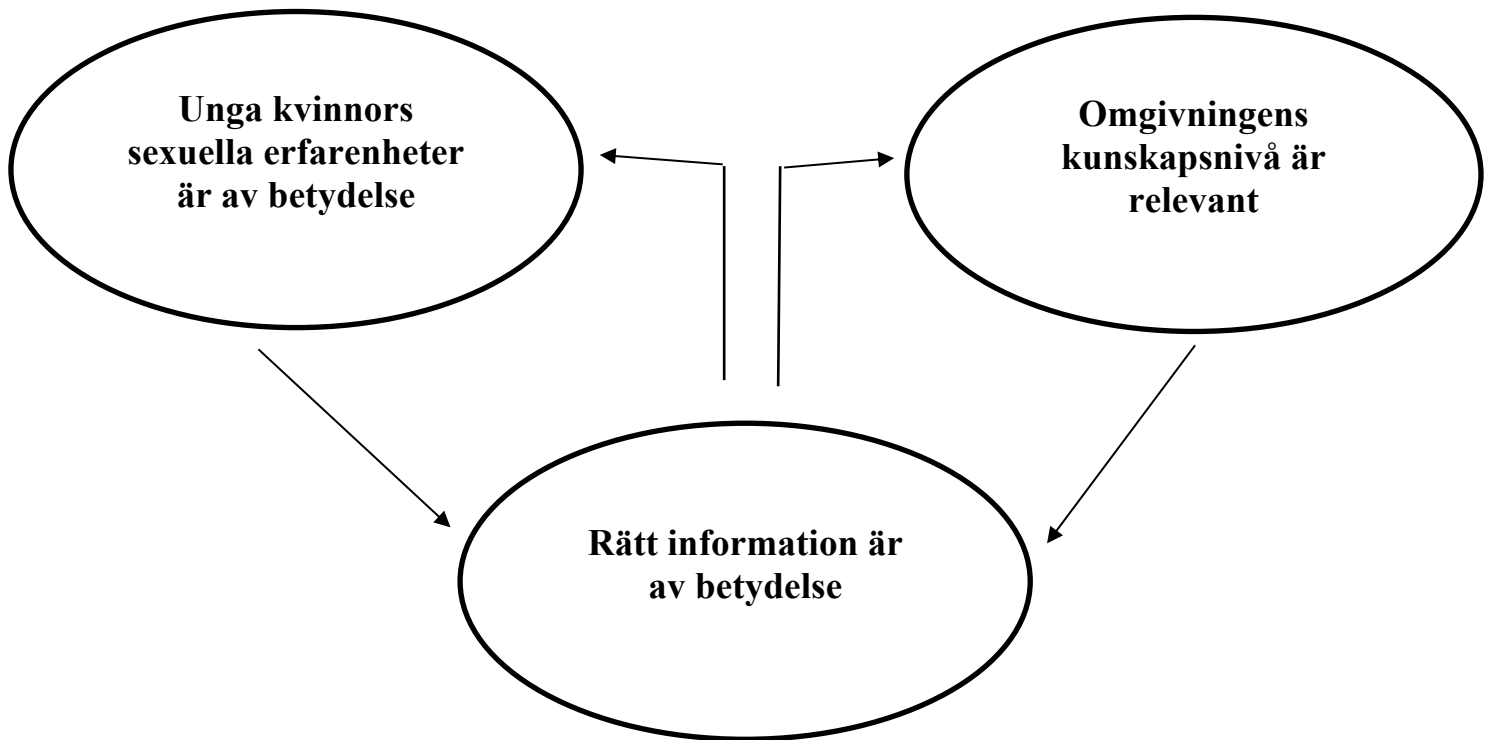 Unga kvinnors
sexuella erfarenheter
är av betydelse
Omgivningens
kunskapsnivå är
relevant
Rätt information är
av betydelse